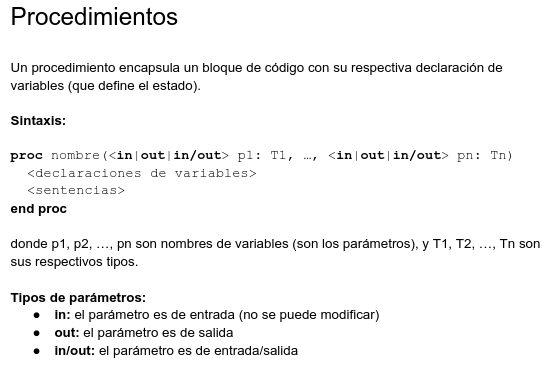 Procedimientos
Un procedimiento encapsula un bloque de código con su respectiva declaración de
variables (que define el estado).
Sintaxis:
proc nombre(<in|out|in/out> p1: T1, …, <in|out|in/out> pn: Tn)
<declaraciones de variables>
<sentencias>
end proc
donde p1, p2, …, pn son nombres de variables (son los parámetros), y T1, T2, …, Tn son
sus respectivos tipos.
Tipos de parámetros:
● in: el parámetro es de entrada (no se puede modificar)
● out: el parámetro es de salida
● in/out: el parámetro es de entrada/salida